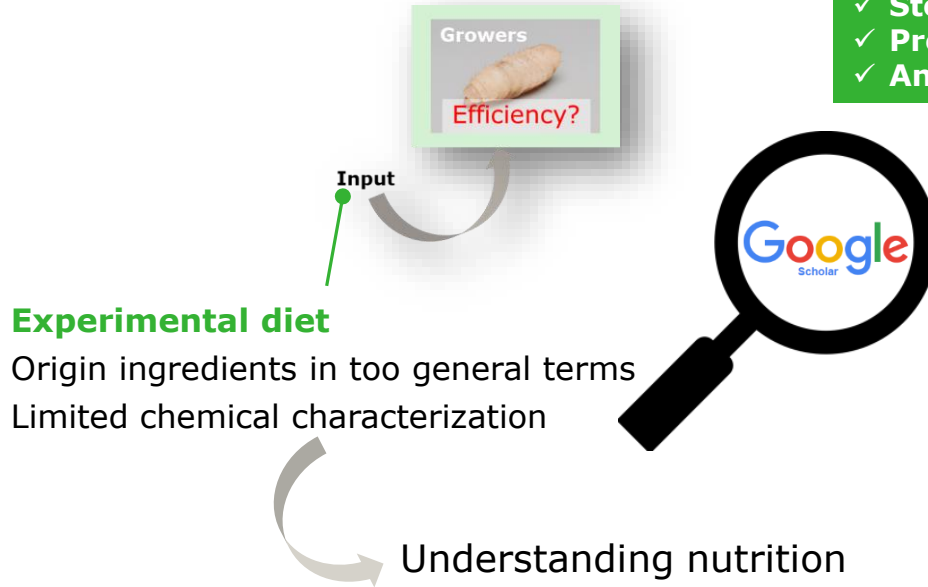 Growers
Efficiency?
Input
Google
Scholar
Experimental diet
Origin ingredients in too general terms
Limited chemical characterization
Understanding nutrition